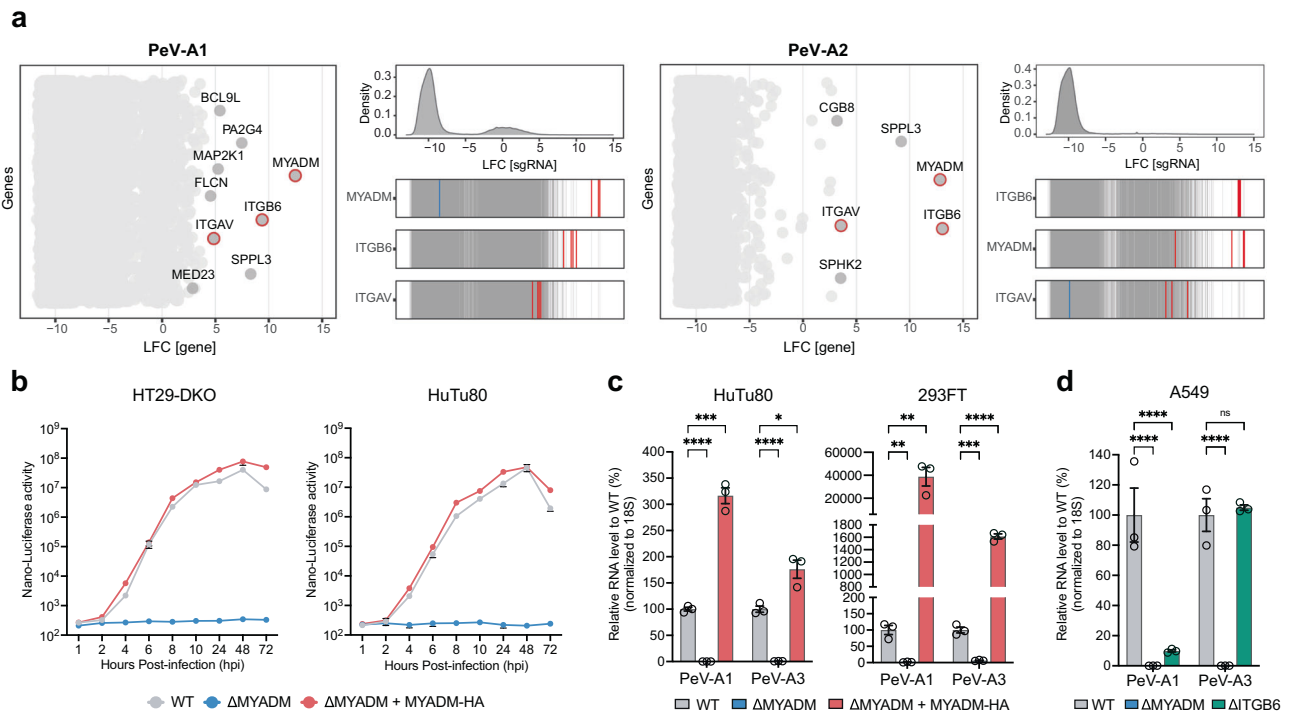 a
PeV-A1
BCL9L
PA2G4
MAP2K1
MYADM
FLCN
ITGB6
ITGAV
SPPL3
MED23
Genes
−10 −5 0 5 10 15
LFC [gene]
Density
0.3
0.2
0.1
0.0
−10 −5 0 5 10 15
LFC [sgRNA]
MYADM
ITGB6
ITGAV
PeV-A2
CGB8
SPPL3
MYADM
ITGAV
ITGB6
SPHK2
−10 −5 0 5 10 15
LFC [gene]
Density
0.4
0.3
0.2
0.1
0.0
−10 −5 0 5 10 15
LFC [sgRNA]
ITGB6
MYADM
ITGAV
b
HT29-DKO
Nano-Luciferase activity
10⁹
10⁸
10⁷
10⁶
10⁵
10⁴
10³
10²
1 2 4 6 8 10 24 48 72
Hours Post-infection (hpi)
HuTu80
Nano-Luciferase activity
10⁹
10⁸
10⁷
10⁶
10⁵
10⁴
10³
10²
1 2 4 6 8 10 24 48 72
Hours Post-infection (hpi)
WT ΔMYADM ΔMYADM + MYADM-HA
c
HuTu80
Relative RNA level to WT (%)
(normalized to 18S)
400
350
300
250
200
150
100
50
0
*** *
**** ****
PeV-A1 PeV-A3
293FT
60000
40000
20000
1800
1600
1400
1200
1000
800
200
150
100
50
0
** ****
** ***
PeV-A1 PeV-A3
WT ΔMYADM ΔMYADM + MYADM-HA
d
A549
Relative RNA level to WT (%)
(normalized to 18S)
140
120
100
80
60
40
20
0
**** ns
**** ****
PeV-A1 PeV-A3
WT ΔMYADM ΔITGB6